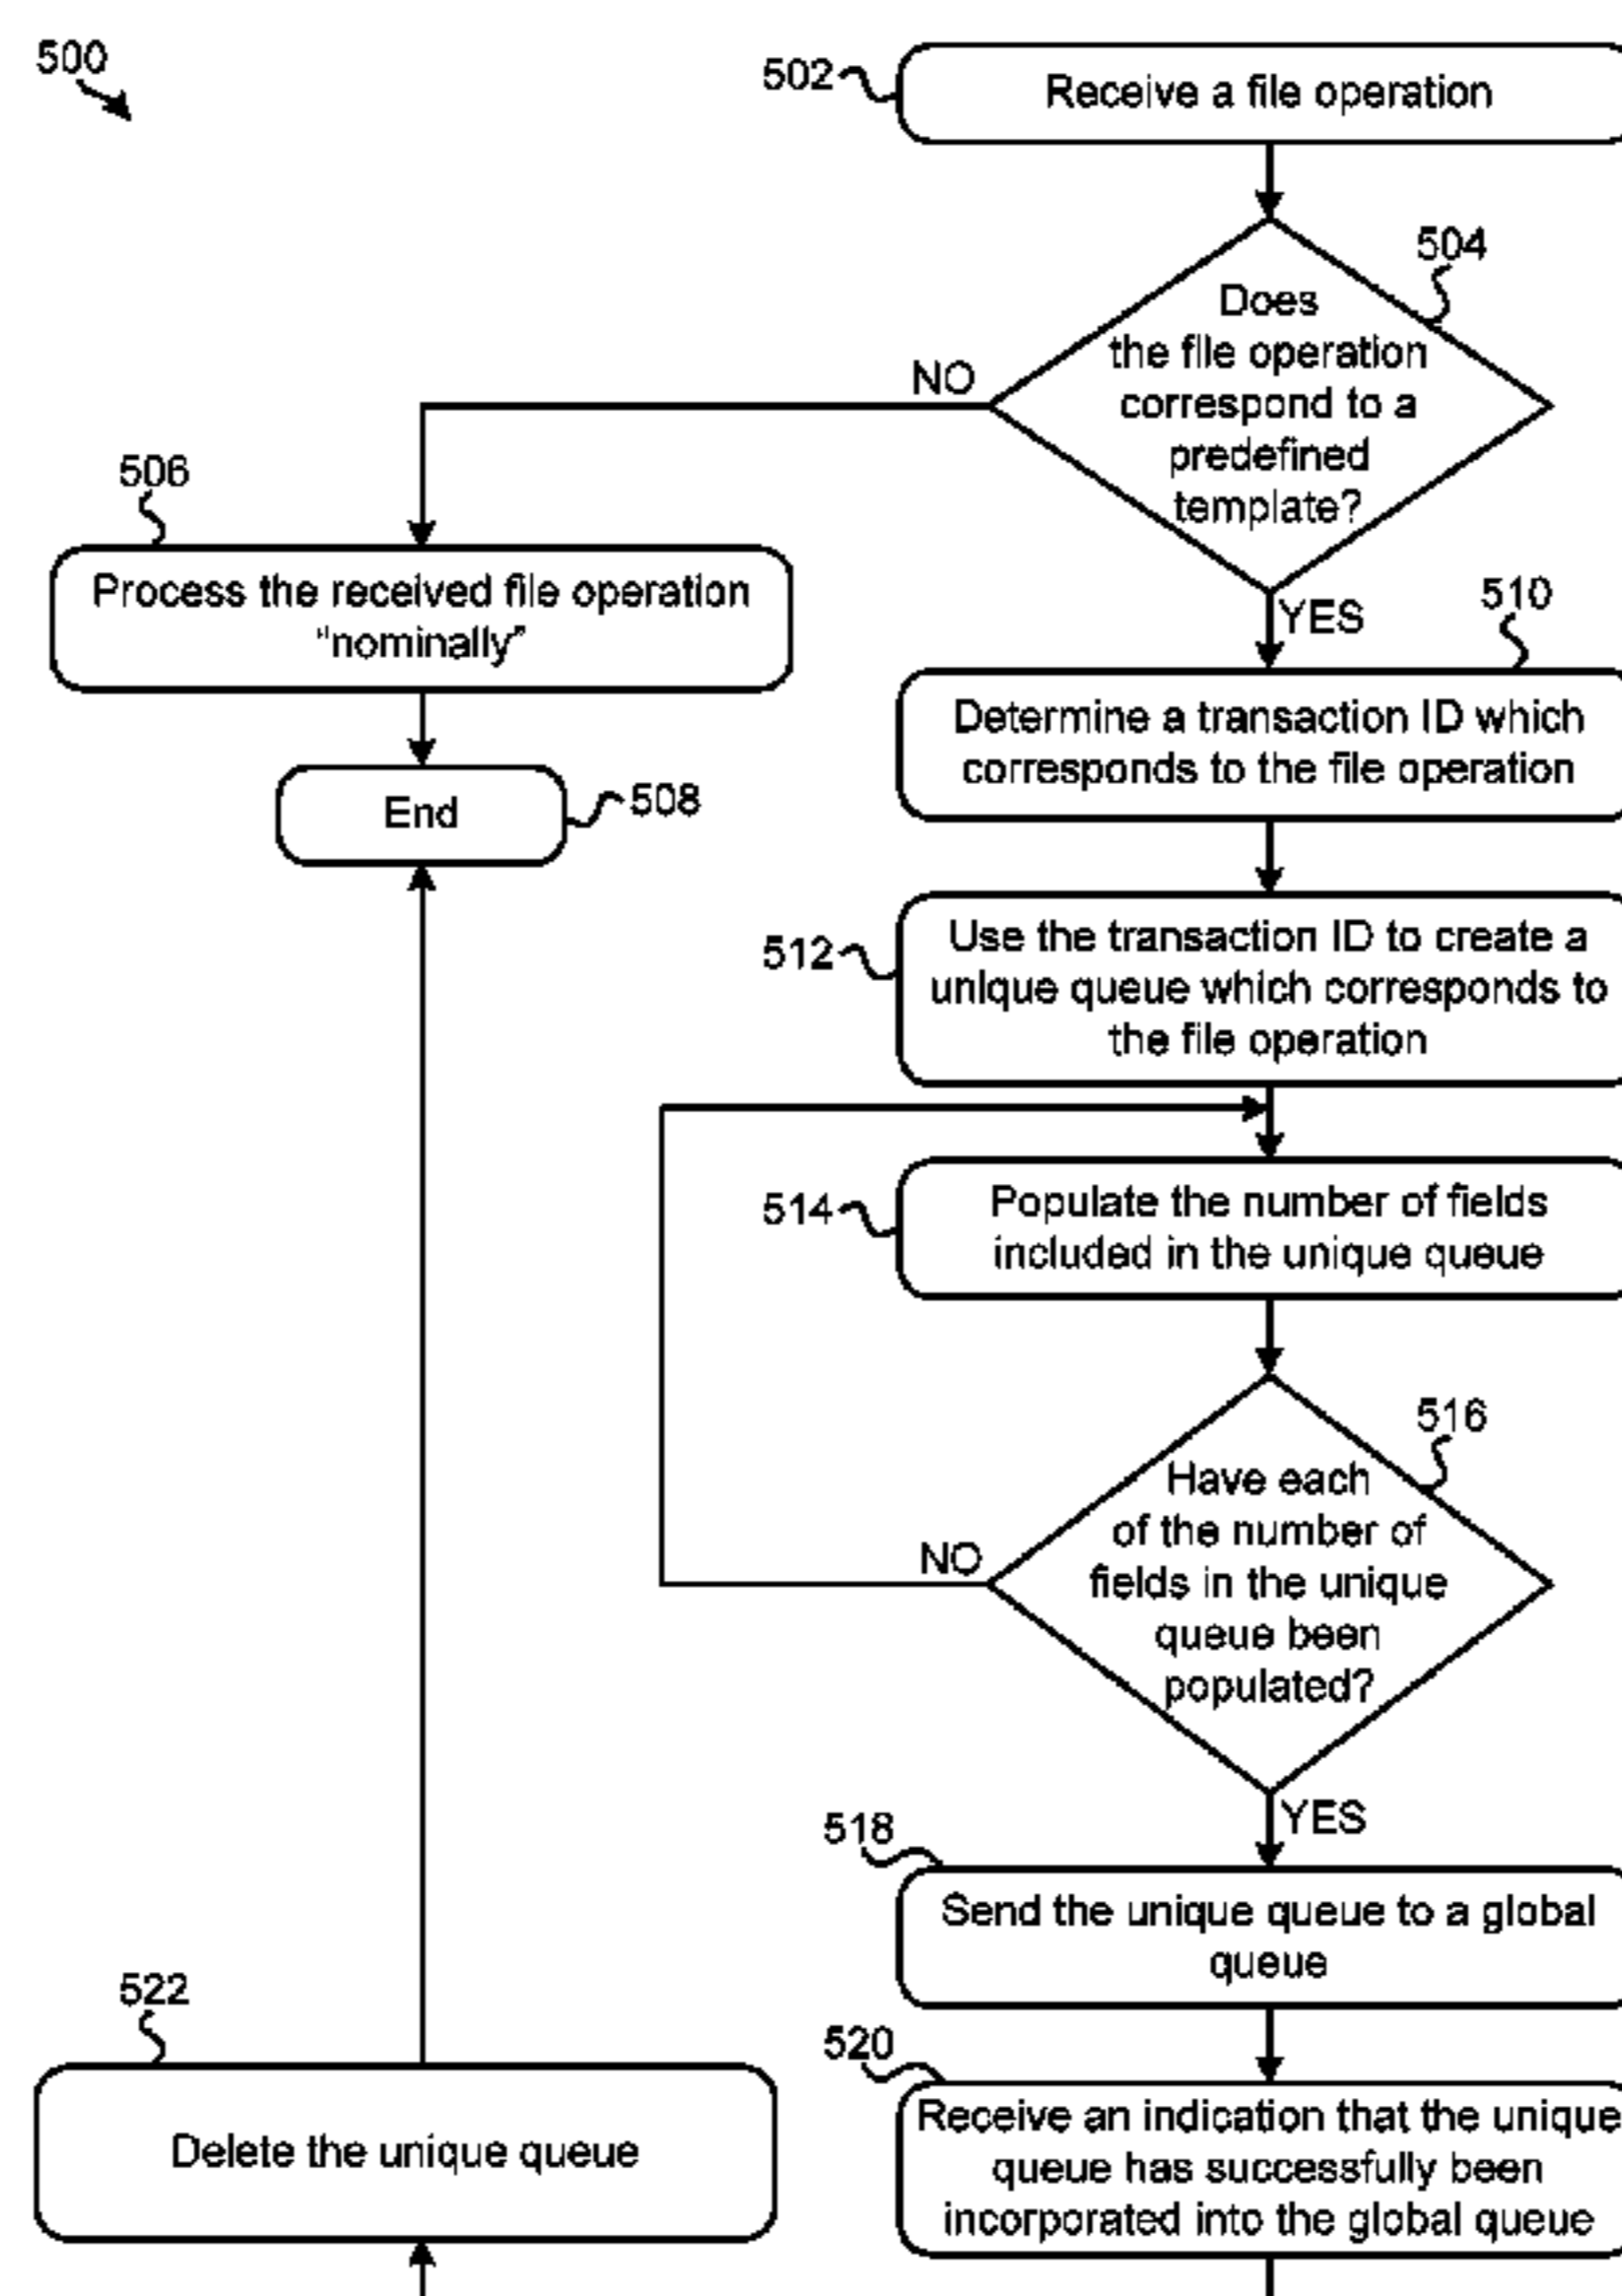 500
502
Receive a file operation
504
Does
the file operation
correspond to a
predefined
template?
NO
YES
506
Process the received file operation
“nominally”
End
508
510
Determine a transaction ID which
corresponds to the file operation
512
Use the transaction ID to create a
unique queue which corresponds to
the file operation
514
Populate the number of fields
included in the unique queue
516
Have each
of the number of
fields in the unique
queue been
populated?
NO
YES
518
Send the unique queue to a global
queue
520
Receive an indication that the unique
queue has successfully been
incorporated into the global queue
522
Delete the unique queue